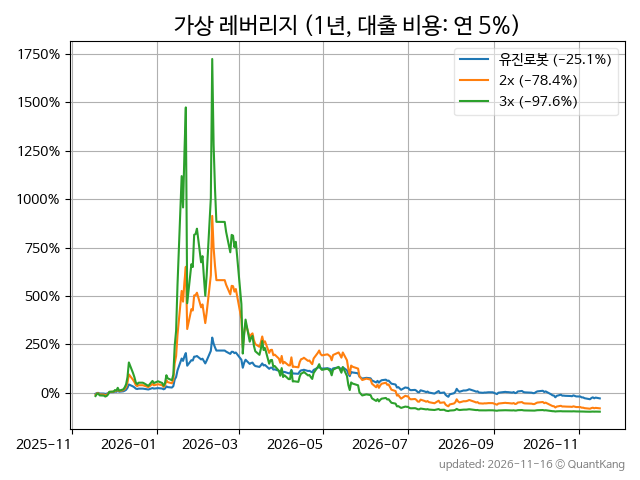 가상 레버리지 (1년, 대출 비용: 연 5%)
1750%
1500%
1250%
1000%
750%
500%
250%
0%
유진로봇 (-25.1%)
2x (-78.4%)
3x (-97.6%)
2025-11 2026-01 2026-03 2026-05 2026-07 2026-09 2026-11
updated: 2026-11-16 © QuantKang